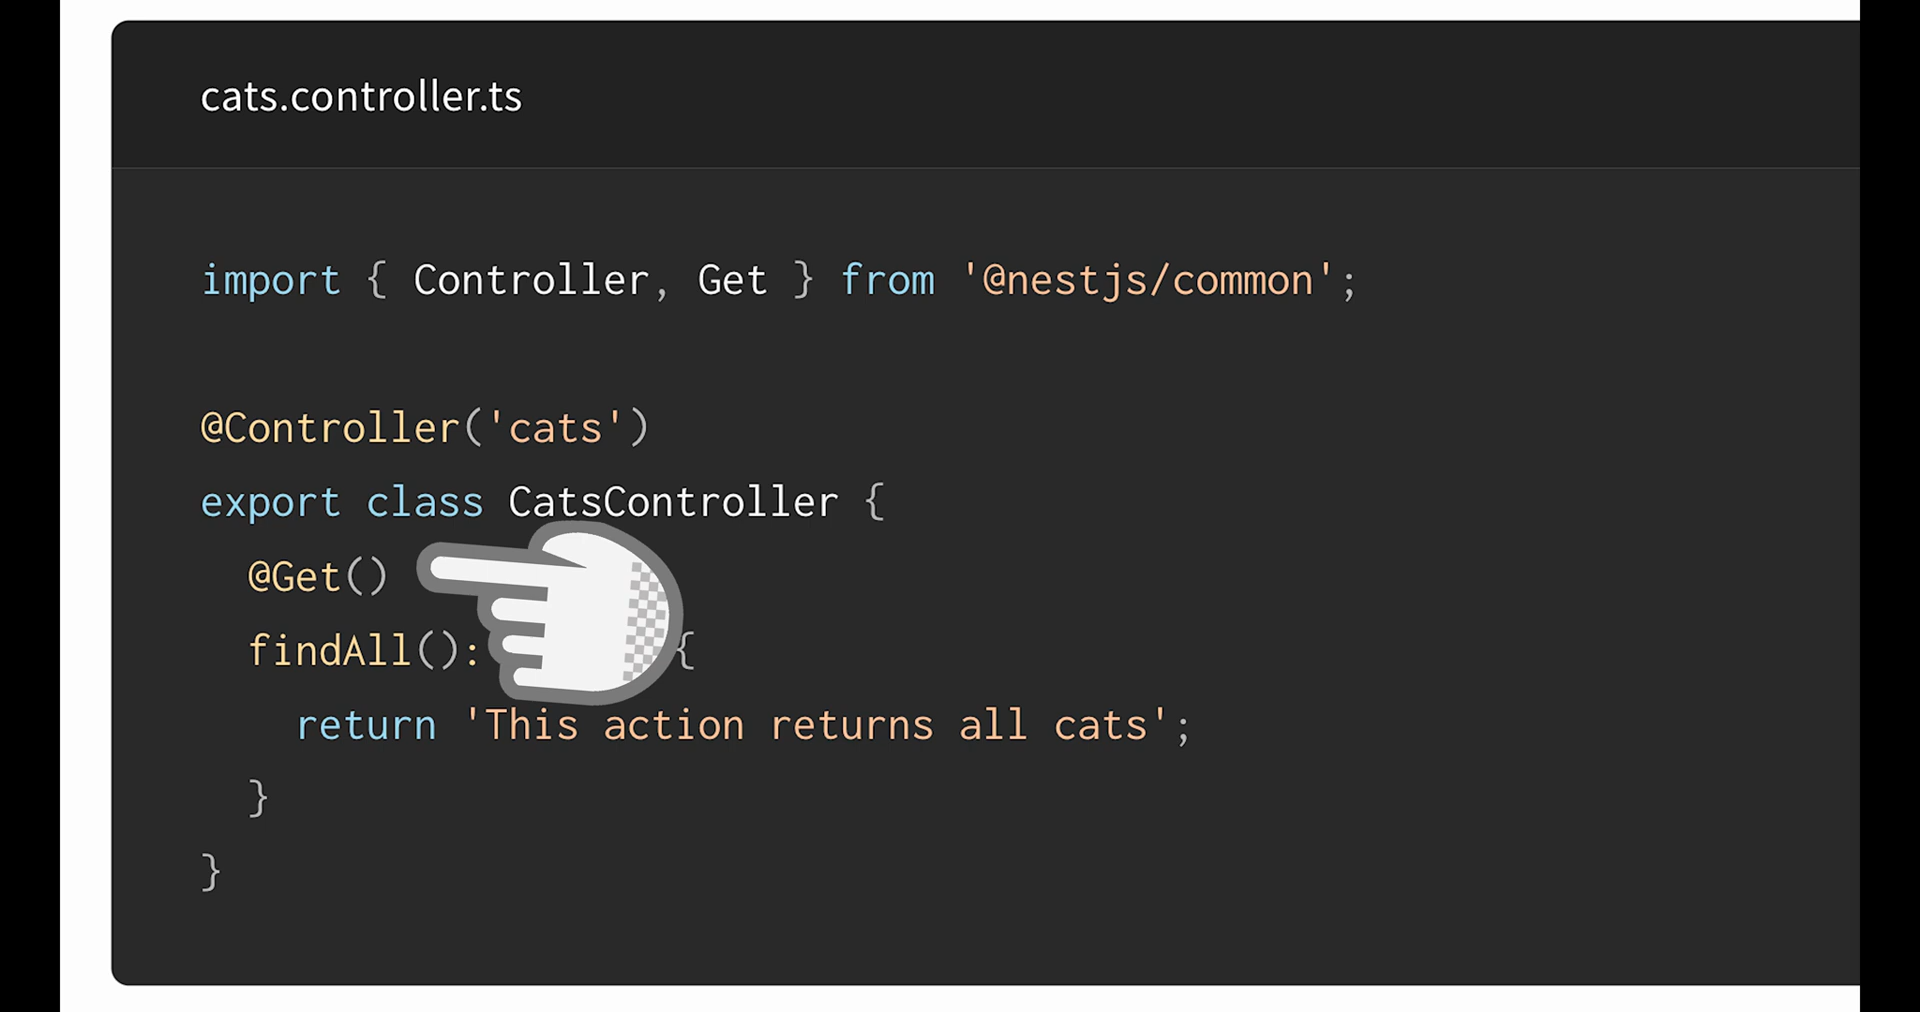 cats.controller.ts
import { Controller, Get } from '@nestjs/common';
@Controller('cats')
export class CatsController {
@Get()
findAll(): {
return 'This action returns all cats';
}
}